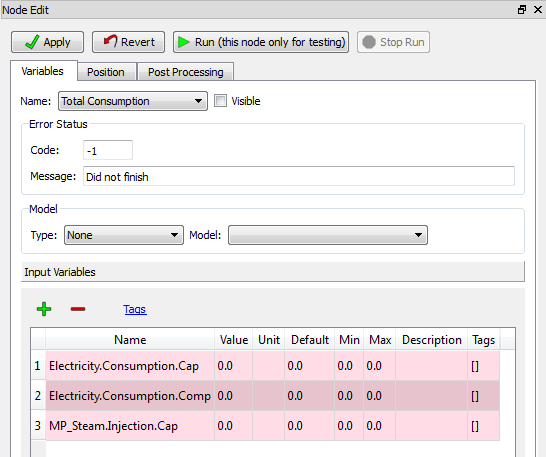 Node Edit
Apply Revert Run (this node only for testing) Stop Run
Variables Position Post Processing
Name: Total Consumption Visible
Error Status
Code: -1
Message: Did not finish
Model
Type: None Model:
Input Variables
Tags
Name Value Unit Default Min Max Description Tags
1 Electricity.Consumption.Cap 0.0 0.0 0.0 0.0 []
2 Electricity.Consumption.Comp 0.0 0.0 0.0 0.0 []
3 MP_Steam.Injection.Cap 0.0 0.0 0.0 0.0 []